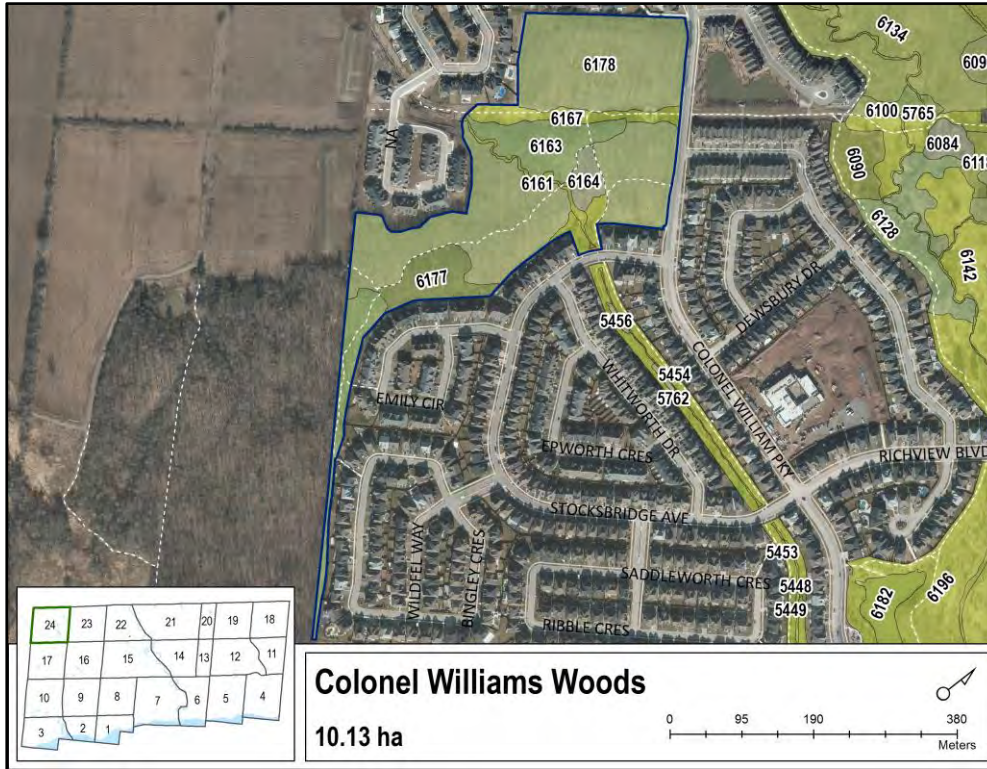 6134
609
6178
6100
5765
6167
6084
NA
6163
6118
6090
6161
6164
6128
6142
6177
DEWSBURY DR
5456
COLONEL WILLIAM PKY
5454
WHITWORTH DR
5762
EMILY CIR
EPWORTH CRES
RICHVIEW BLVD
STOCKSBRIDGE AVE
WILDFELL WAY
BINGLEY CRES
5453
SADDLEWORTH CRES
5448
5449
6182
6196
RIBBLE CRES
24 23 22 21 20 19 18
17 16 15 14 13 12 11
10 9 8 7 6 5 4
3 2 1
Colonel Williams Woods
10.13 ha
0 95 190 380
Meters